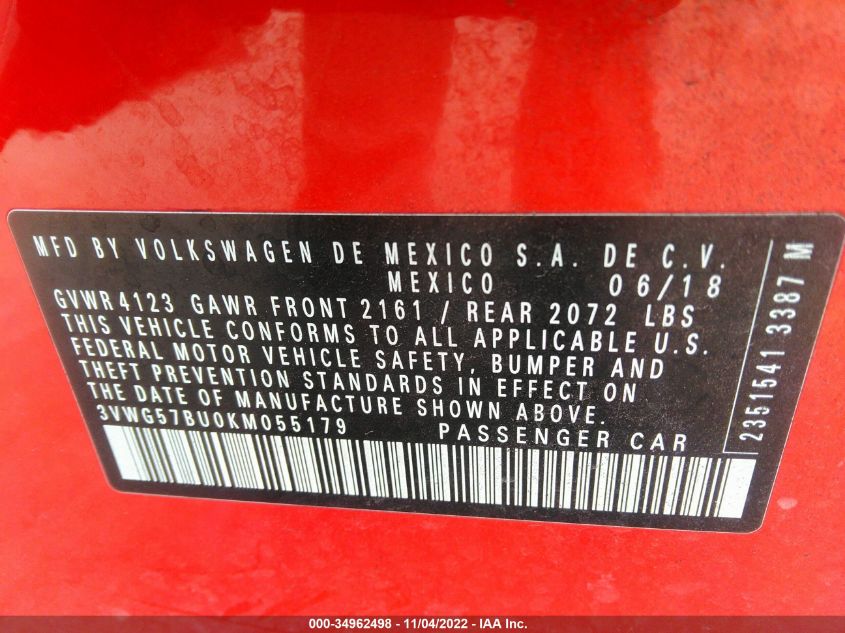 MFD BY VOLKSWAGEN DE MEXICO S.A. DE C.V.
MEXICO 06/18
GVWR 4123 GAWR FRONT 2161 / REAR 2072 LBS
THIS VEHICLE CONFORMS TO ALL APPLICABLE U.S.
FEDERAL MOTOR VEHICLE SAFETY, BUMPER AND
THEFT PREVENTION STANDARDS IN EFFECT ON
THE DATE OF MANUFACTURE SHOWN ABOVE.
3VWG57BU0KM055179 PASSENGER CAR
2351541 3387 M
000-34962498 - 11/04/2022 - IAA Inc.